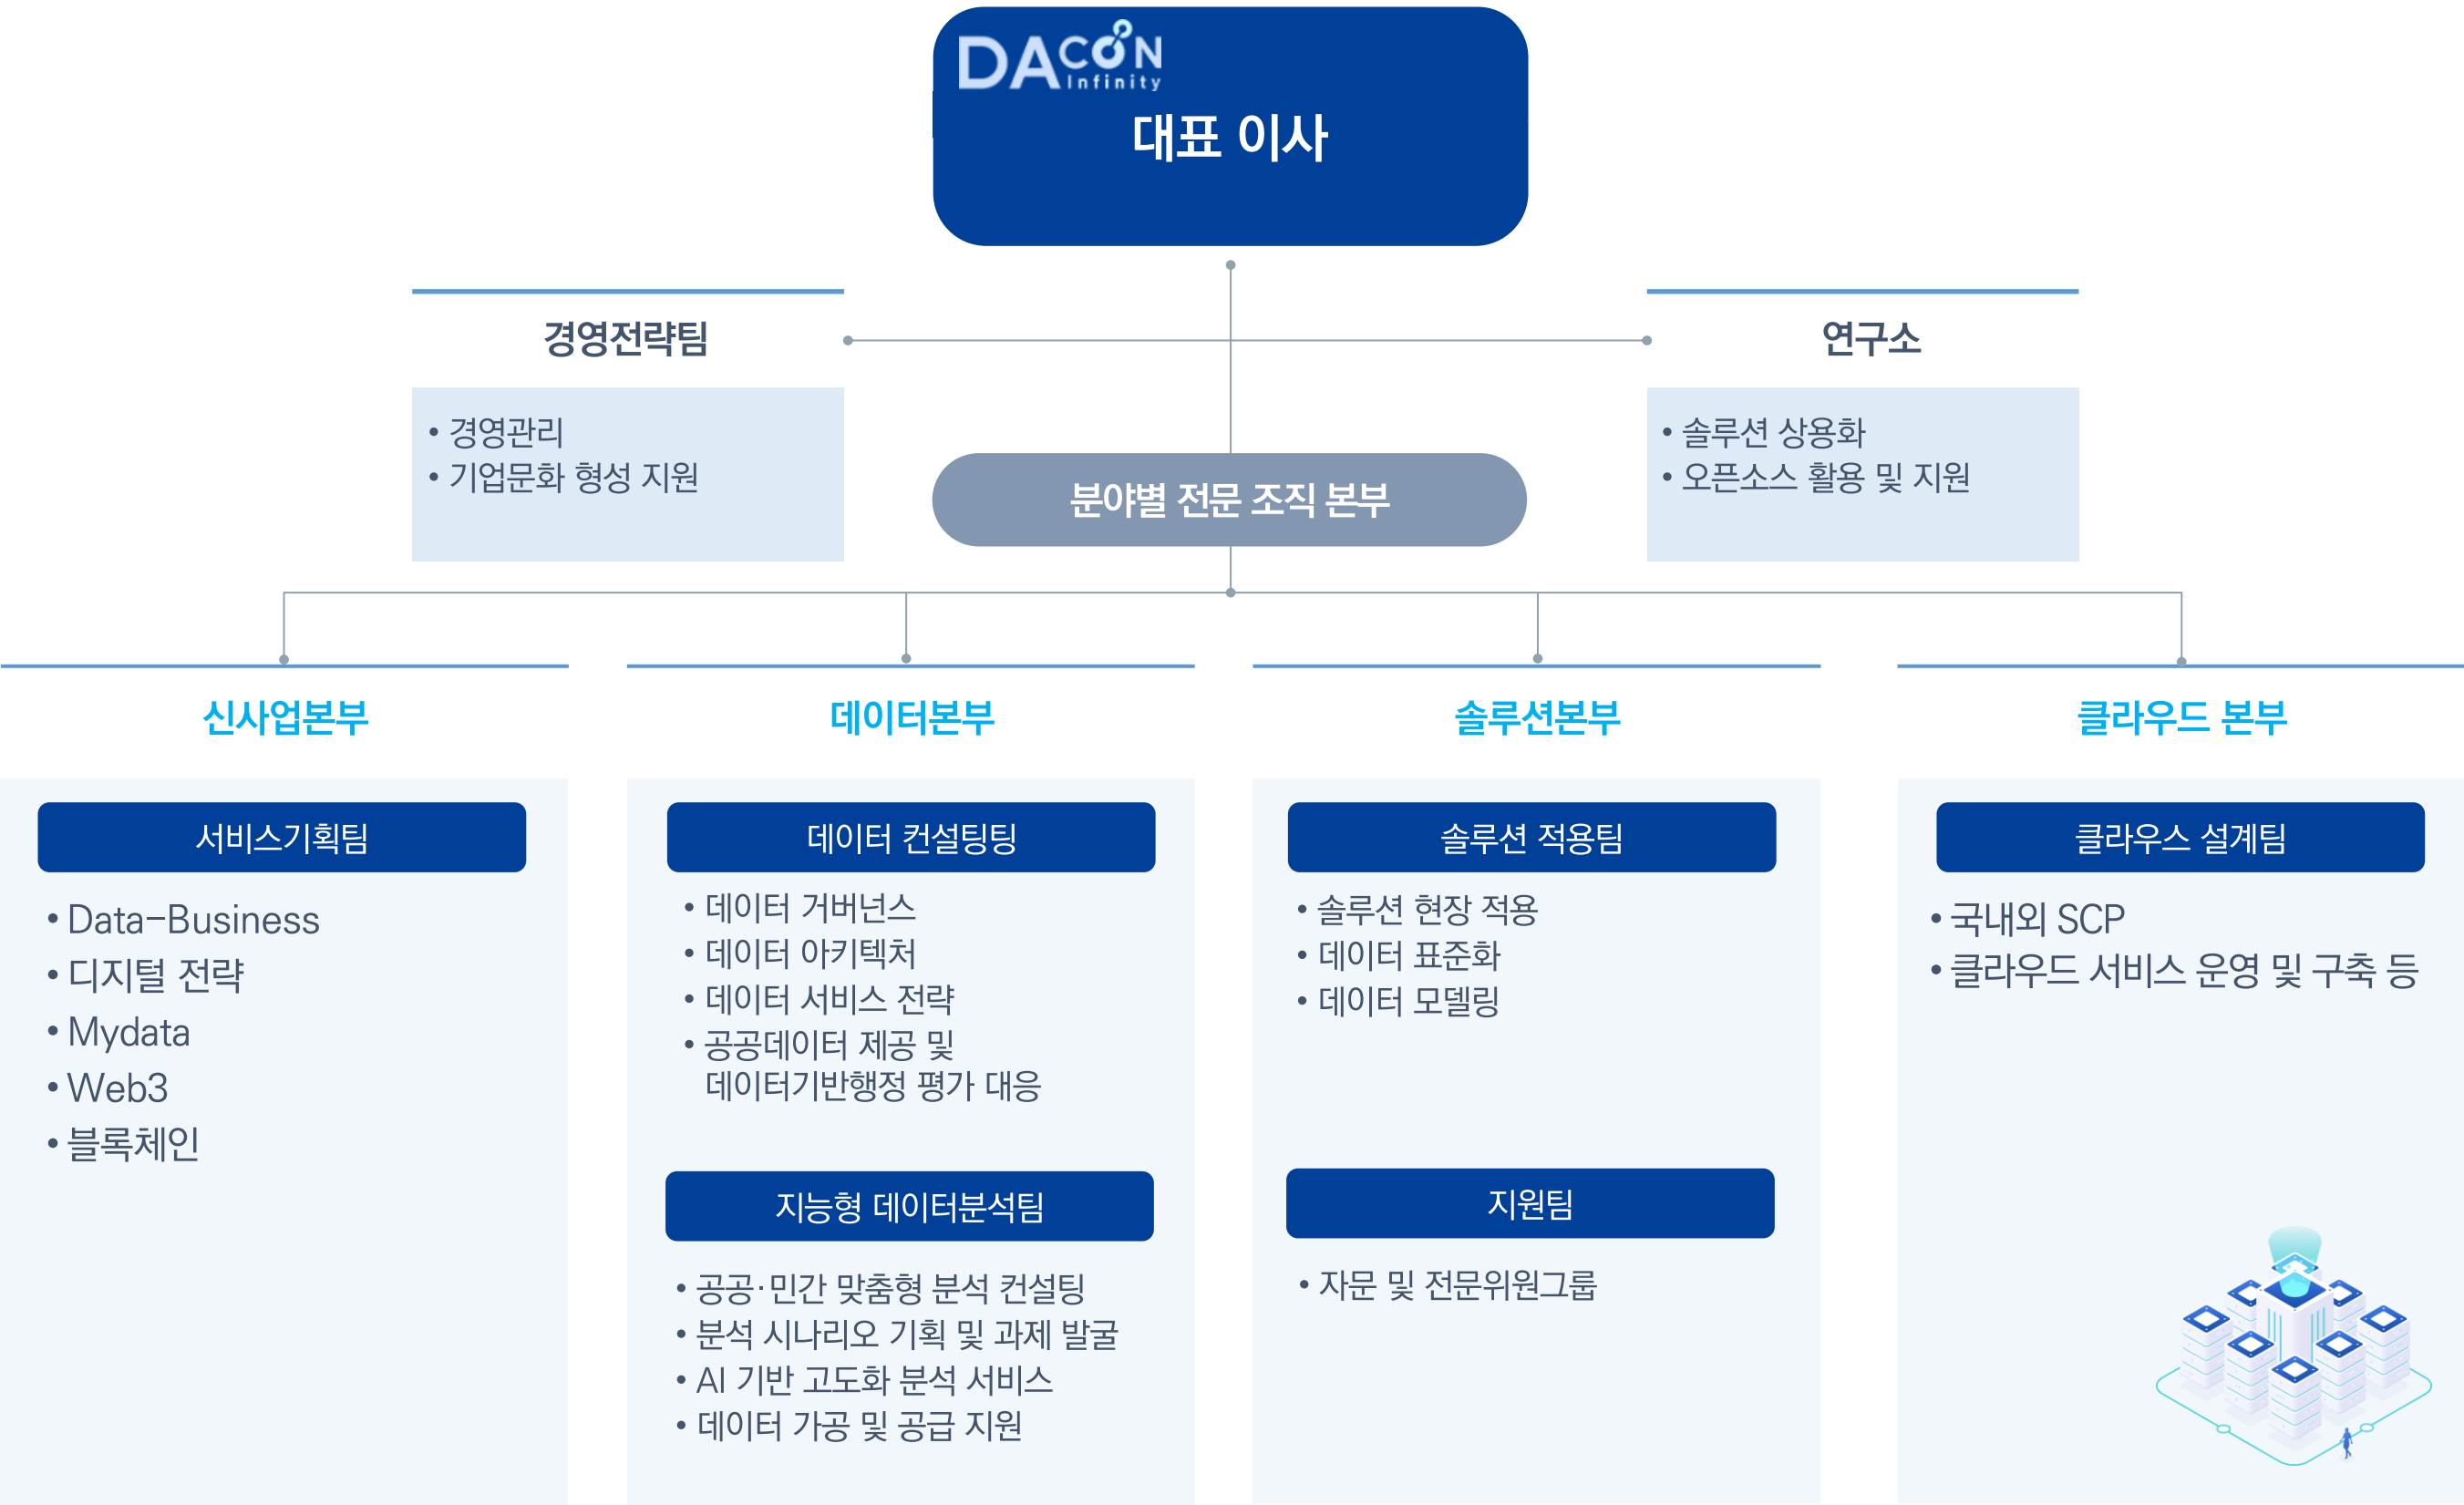 DACON
Infinity
대표 이사
경영전략팀
• 경영관리
• 기업문화 형성 지원
연구소
• 솔루션 상용화
• 오픈소스 활용 및 지원
분야별 전문 조직 본부
신사업본부
서비스기획팀
• Data-Business
• 디지털 전략
• Mydata
• Web3
• 블록체인
데이터본부
데이터 컨설팅팅
• 데이터 거버넌스
• 데이터 아키텍처
• 데이터 서비스 전략
• 공공데이터 제공 및
데이터기반행정 평가 대응
지능형 데이터분석팀
• 공공·민간 맞춤형 분석 컨설팅
• 분석 시나리오 기획 및 과제 발굴
• AI 기반 고도화 분석 서비스
• 데이터 가공 및 공급 지원
솔루션본부
솔루션 적용팀
• 솔루션 현장 적용
• 데이터 표준화
• 데이터 모델링
지원팀
• 자문 및 전문위원그룹
클라우드 본부
클라우스 설계팀
• 국내외 SCP
• 클라우드 서비스 운영 및 구축 등